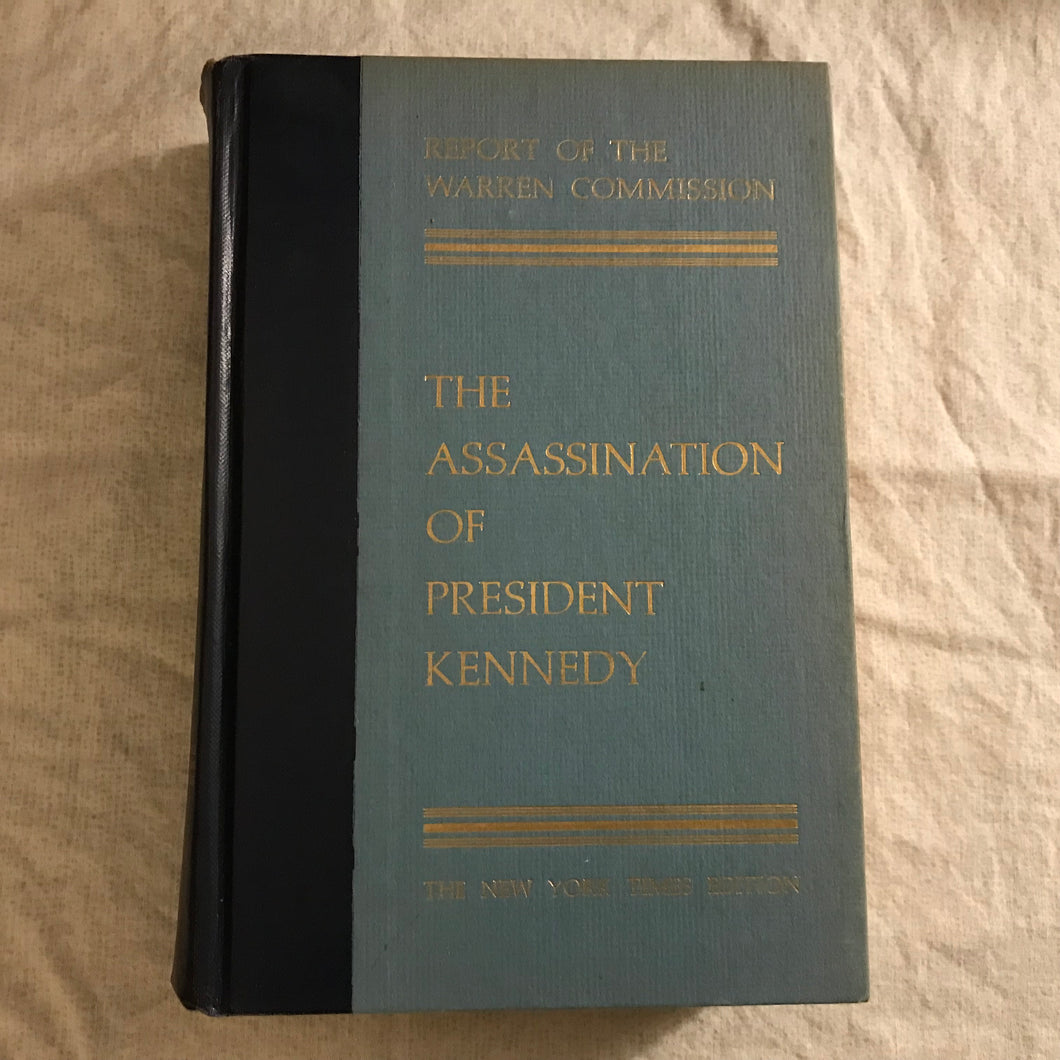 REPORT OF THE
WARREN COMMISSION
THE
ASSASSINATION
OF
PRESIDENT
KENNEDY
THE NEW YORK TIMES EDITION